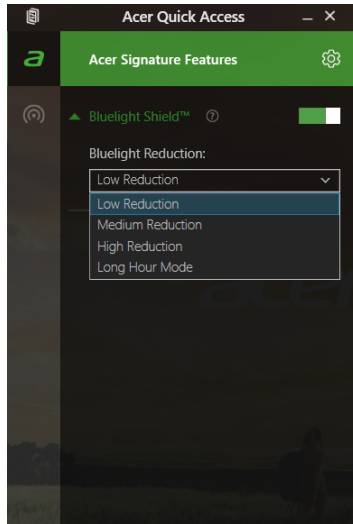 Acer Quick Access
a
Acer Signature Features
Bluelight Shield™
Bluelight Reduction:
Low Reduction
Low Reduction
Medium Reduction
High Reduction
Long Hour Mode
acer